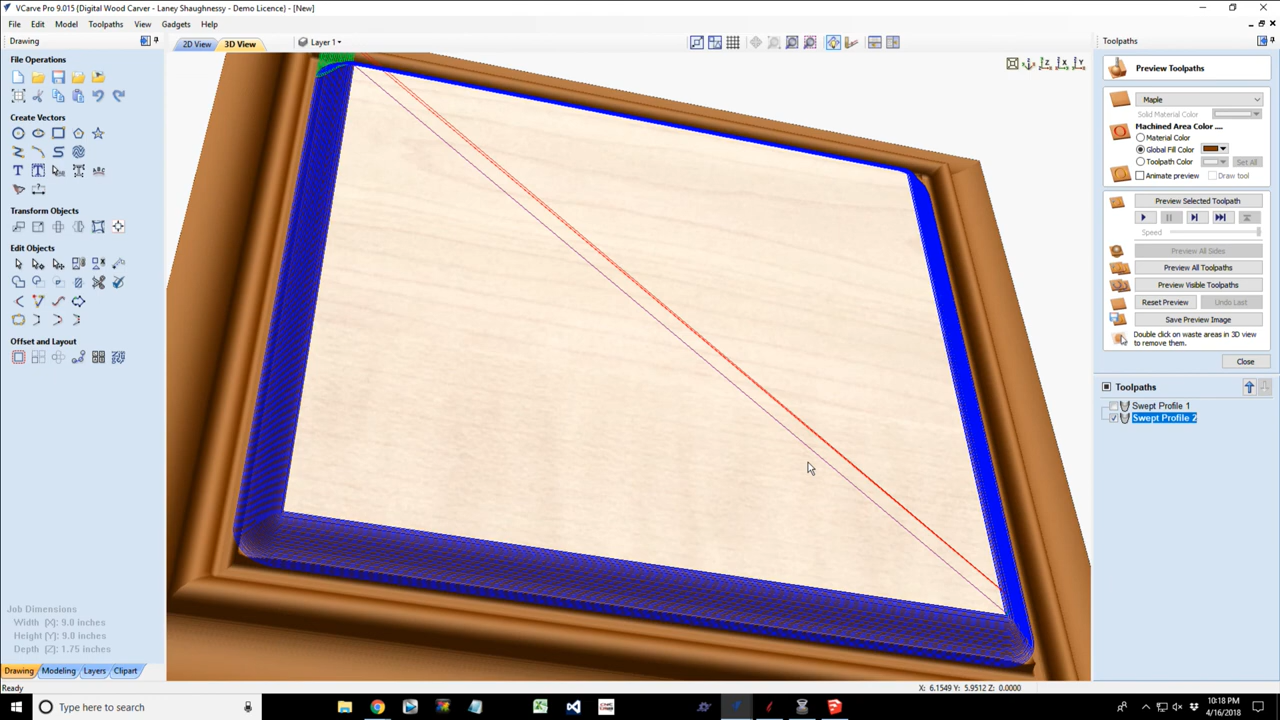 VCarve Pro 9.015 {Digital Wood Carver - Laney Shaughnessy - Demo Licence} - [New]
File Edit Model Toolpaths View Gadgets Help
Drawing
2D View 3D View Layer 1
Toolpaths
File Operations
Create Vectors
Transform Objects
Edit Objects
Offset and Layout
Job Dimensions
Width (X): 9.0 inches
Height (Y): 9.0 inches
Depth (Z): 1.75 inches
Drawing Modeling Layers Clipart
Ready
X: 6.1549 Y: 5.9512 Z: 0.0000
Preview Toolpaths
Maple
Solid Material Color
Machined Area Color ....
Material Color
Global Fill Color
Toolpath Color Set All
Animate preview Draw tool
Preview Selected Toolpath
Speed
Preview All Sides
Preview All Toolpaths
Preview Visible Toolpaths
Reset Preview Undo Last
Save Preview Image
Double click on waste areas in 3D view
to remove them.
Close
Toolpaths
Swept Profile 1
Swept Profile 2
Type here to search
10:18 PM
4/16/2018